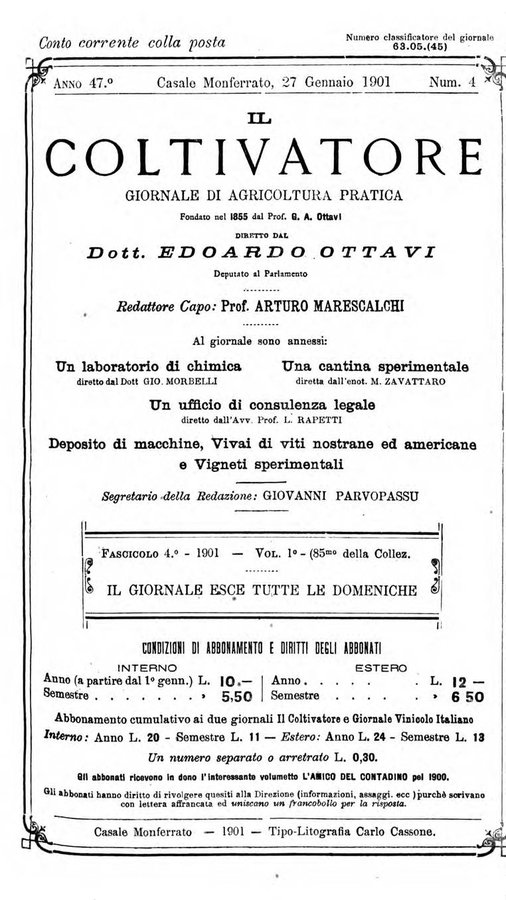 Conto corrente colla posta
Numero classificatore del giornale
63.05.(45)
ANNO 47.º Casale Monferrato, 27 Gennaio 1901 Num. 4
IL
COLTIVATORE
GIORNALE DI AGRICOLTURA PRATICA
Fondato nel 1855 dal Prof. G. A. Ottavi
DIRETTO DAL
Dott. EDOARDO OTTAVI
Deputato al Parlamento
Redattore Capo: Prof. ARTURO MARESCALCHI
Al giornale sono annessi:
Un laboratorio di chimica
diretto dal Dott GIO. MORBELLI
Una cantina sperimentale
diretta dall'enot. M. ZAVATTARO
Un ufficio di consulenza legale
diretto dall'Avv. Prof. L. RAPETTI
Deposito di macchine, Vivai di viti nostrane ed americane
e Vigneti sperimentali
Segretario della Redazione: GIOVANNI PARVOPASSU
FASCICOLO 4.º - 1901 — VOL. 1º - (85mo della Collez.
IL GIORNALE ESCE TUTTE LE DOMENICHE
CONDIZIONI DI ABBONAMENTO E DIRITTI DEGLI ABBONATI
INTERNO
Anno (a partire dal 1º genn.) L. 10.—
Semestre . . . . . . . » 5,50
ESTERO
Anno . . . . . L. 12 —
Semestre . . . . » 6 50
Abbonamento cumulativo ai due giornali Il Coltivatore e Giornale Vinicolo Italiano
Interno: Anno L. 20 - Semestre L. 11 — Estero: Anno L. 24 - Semestre L. 13
Un numero separato o arretrato L. 0,30.
Gli abbonati ricevono in dono l'interessante volumetto L'AMICO DEL CONTADINO pel 1900.
Gli abbonati hanno diritto di rivolgere quesiti alla Direzione (informazioni, assaggi. ecc ) purchè scrivano
con lettera affrancata ed uniscano un francobollo per la risposta.
Casale Monferrato — 1901 — Tipo-Litografia Carlo Cassone.